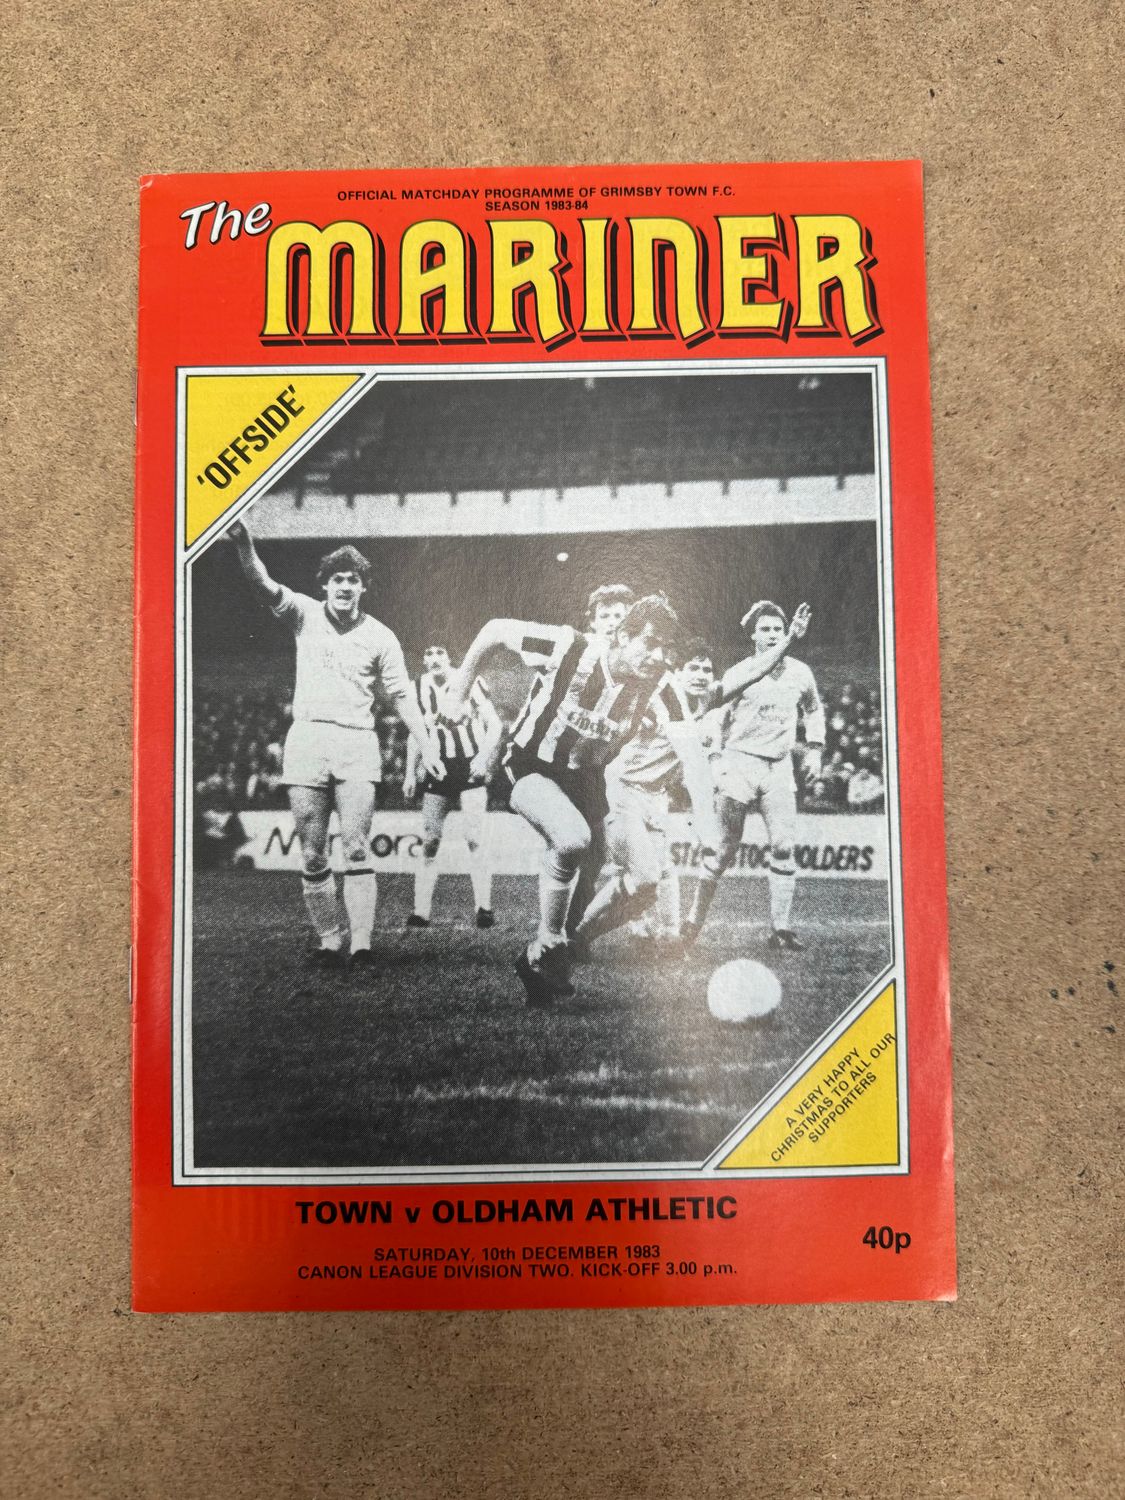 OFFICIAL MATCHDAY PROGRAMME OF GRIMSBY TOWN F.C.
SEASON 1983-84
The MARINER
'OFFSIDE'
STOCKHOLDERS
A VERY HAPPY
CHRISTMAS TO ALL OUR
SUPPORTERS
TOWN v OLDHAM ATHLETIC
40p
SATURDAY, 10th DECEMBER 1983
CANON LEAGUE DIVISION TWO. KICK-OFF 3.00 p.m.